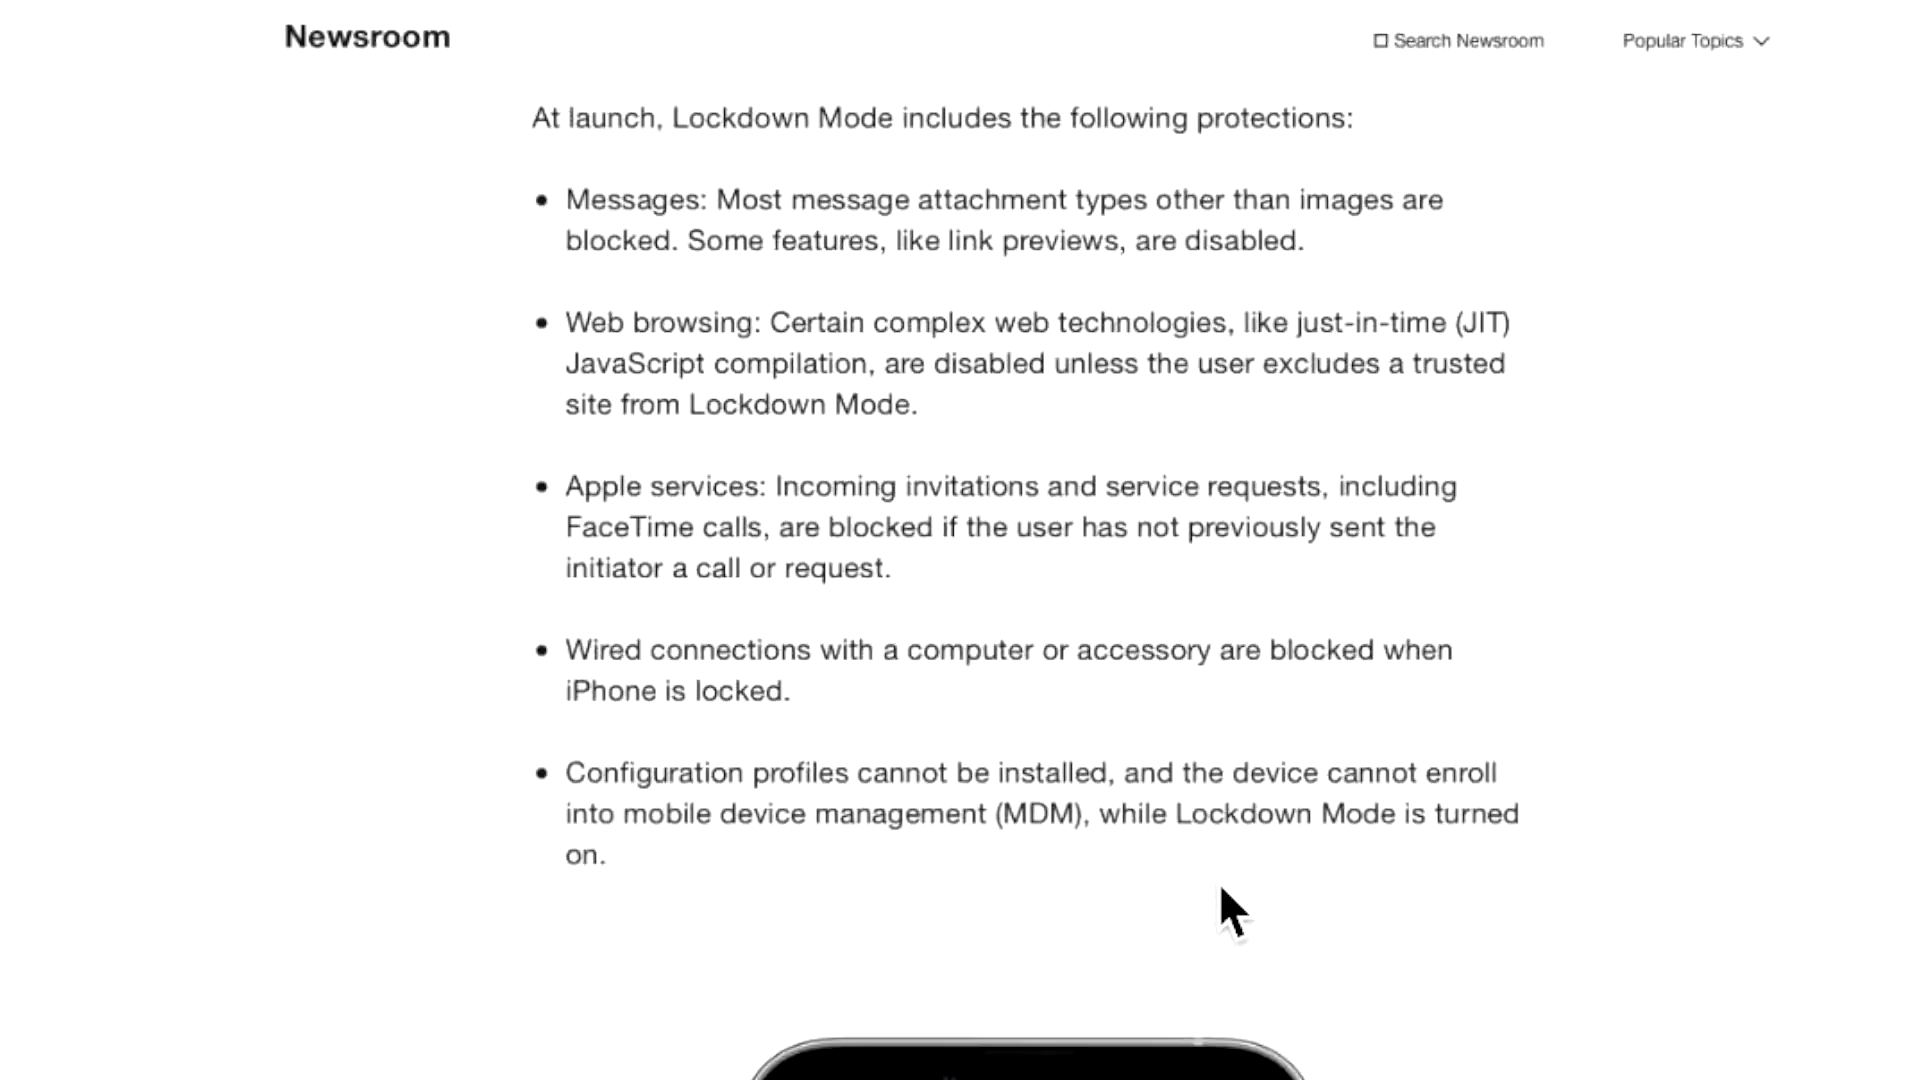 Newsroom
Search Newsroom
Popular Topics
At launch, Lockdown Mode includes the following protections:
• Messages: Most message attachment types other than images are
blocked. Some features, like link previews, are disabled.
• Web browsing: Certain complex web technologies, like just-in-time (JIT)
JavaScript compilation, are disabled unless the user excludes a trusted
site from Lockdown Mode.
• Apple services: Incoming invitations and service requests, including
FaceTime calls, are blocked if the user has not previously sent the
initiator a call or request.
• Wired connections with a computer or accessory are blocked when
iPhone is locked.
• Configuration profiles cannot be installed, and the device cannot enroll
into mobile device management (MDM), while Lockdown Mode is turned
on.